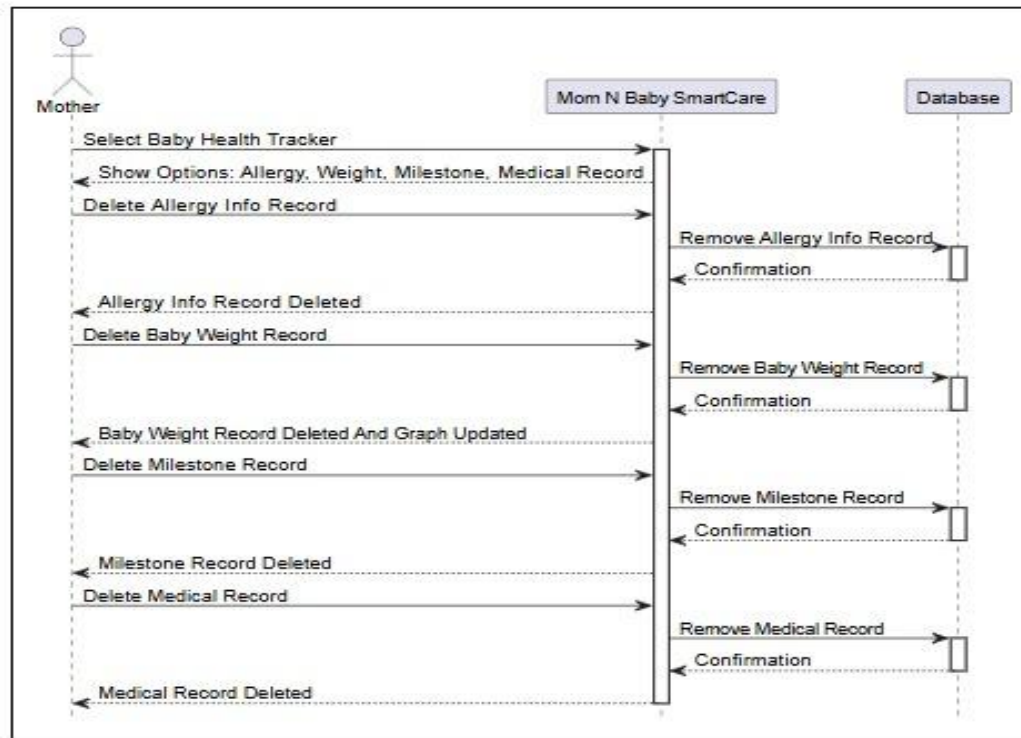 Mother
Mom N Baby SmartCare
Database
Select Baby Health Tracker
Show Options: Allergy, Weight, Milestone, Medical Record
Delete Allergy Info Record
Remove Allergy Info Record
Confirmation
Allergy Info Record Deleted
Delete Baby Weight Record
Remove Baby Weight Record
Confirmation
Baby Weight Record Deleted And Graph Updated
Delete Milestone Record
Remove Milestone Record
Confirmation
Milestone Record Deleted
Delete Medical Record
Remove Medical Record
Confirmation
Medical Record Deleted